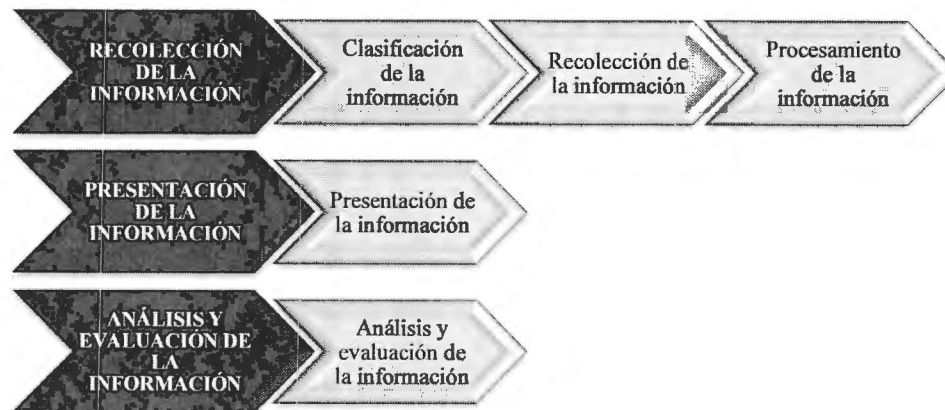 RECOLECCIÓN
DE LA
INFORMACIÓN
Clasificación
de la
información
Recolección de
la información
Procesamiento
de la
información
PRESENTACIÓN
DE LA
INFORMACIÓN
Presentación de
la información
ANÁLISIS Y
EVALUACIÓN DE
LA
INFORMACIÓN
Análisis y
evaluación de
la información